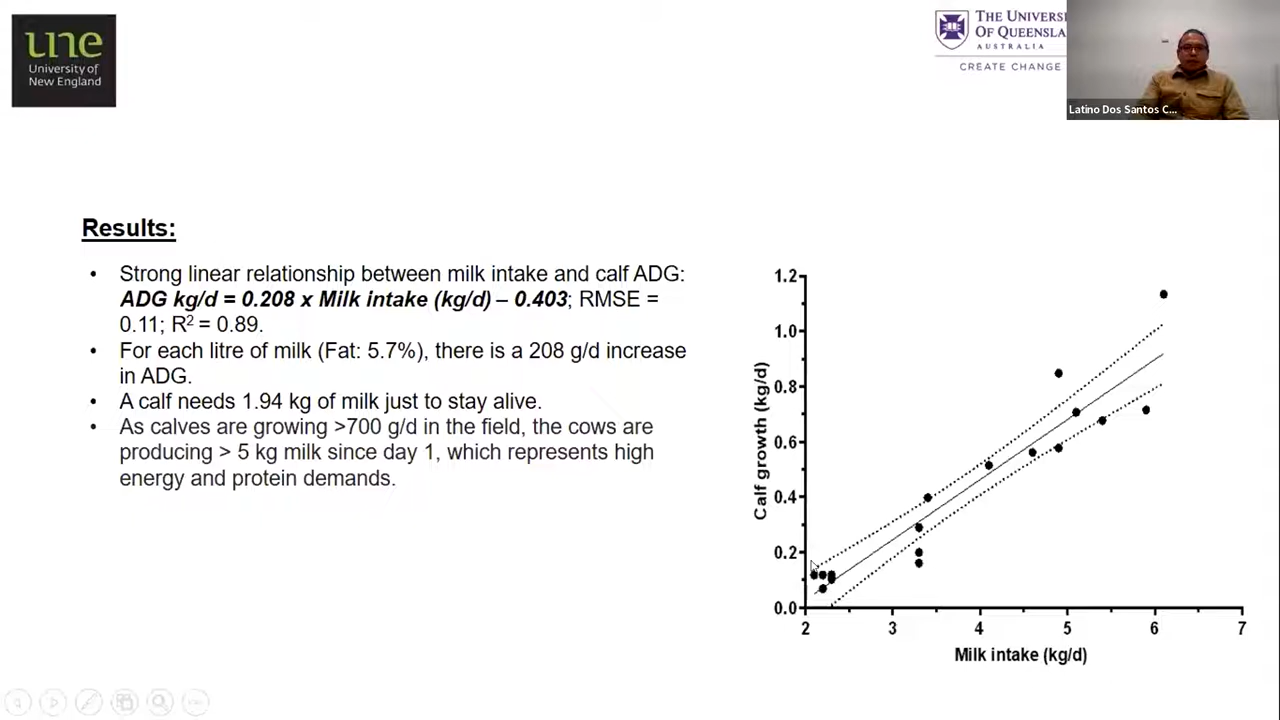 une
University of
New England
THE UNIVERSI
OF QUEENSLA
AUSTRALIA
CREATE CHANGE
Latino Dos Santos C...
Results:
• Strong linear relationship between milk intake and calf ADG:
ADG kg/d = 0.208 x Milk intake (kg/d) – 0.403; RMSE =
0.11; R² = 0.89.
• For each litre of milk (Fat: 5.7%), there is a 208 g/d increase
in ADG.
• A calf needs 1.94 kg of milk just to stay alive.
• As calves are growing >700 g/d in the field, the cows are
producing > 5 kg milk since day 1, which represents high
energy and protein demands.
Calf growth (kg/d)
1.2
1.0
0.8
0.6
0.4
0.2
0.0
2 3 4 5 6 7
Milk intake (kg/d)